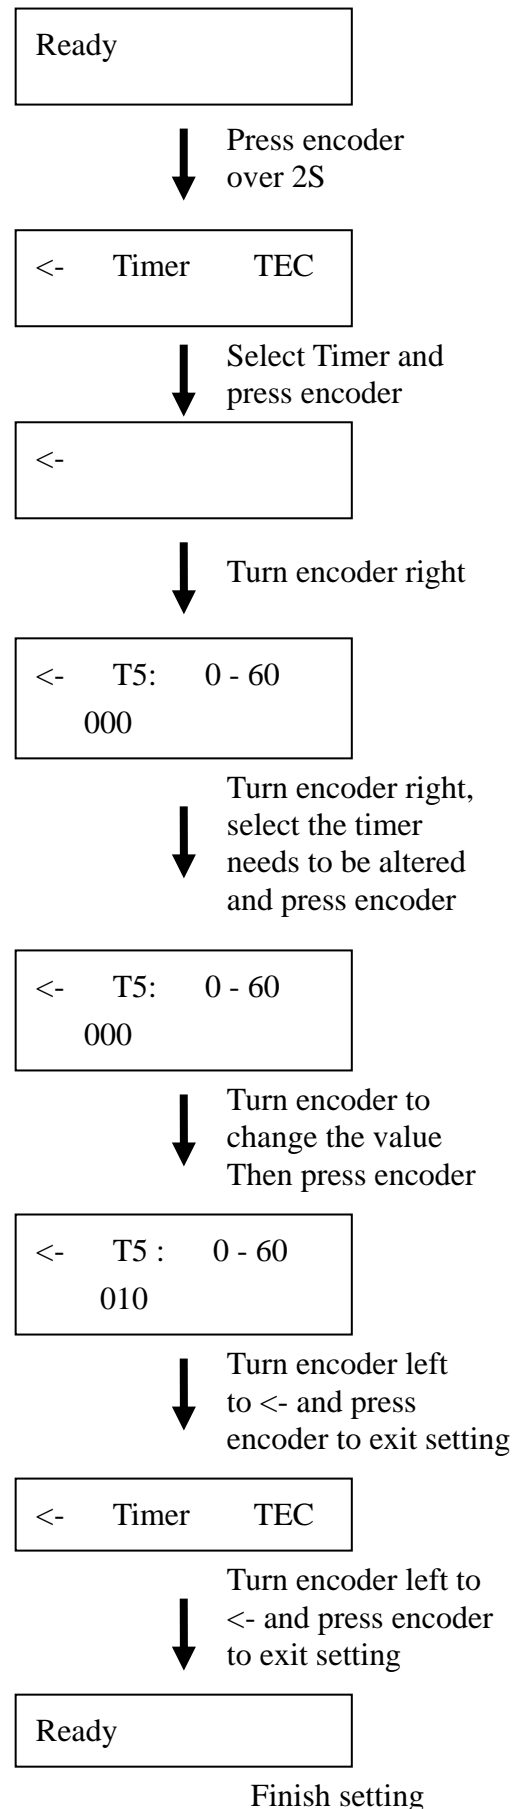 Ready
Press encoder
over 2S
<- Timer TEC
Select Timer and
press encoder
<-
Turn encoder right
<- T5: 0 - 60
000
Turn encoder right,
select the timer
needs to be altered
and press encoder
<- T5: 0 - 60
000
Turn encoder to
change the value
Then press encoder
<- T5 : 0 - 60
010
Turn encoder left
to <- and press
encoder to exit setting
<- Timer TEC
Turn encoder left to
<- and press encoder
to exit setting
Ready
Finish setting